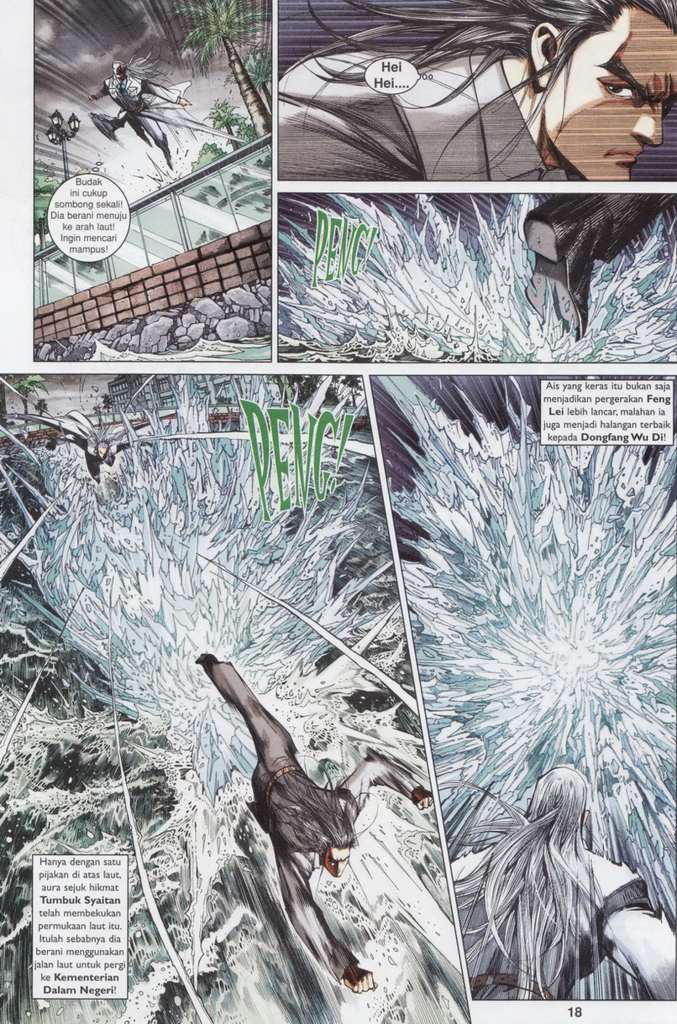 Budak
ini cukup
sombong sekali!
Dia berani menuju
ke arah laut!
Ingin mencari
mampus!
Hei
Hei....
PENG!
PENG!
Ais yang keras itu bukan saja
menjadikan pergerakan Feng
Lei lebih lancar, malahan ia
juga menjadi halangan terbaik
kepada Dongfang Wu Di!
Hanya dengan satu
pijakan di atas laut,
aura sejuk hikmat
Tumbuk Syaitan
telah membekukan
permukaan laut itu.
Itulah sebabnya dia
berani menggunakan
jalan laut untuk pergi
ke Kementerian
Dalam Negeri!
18